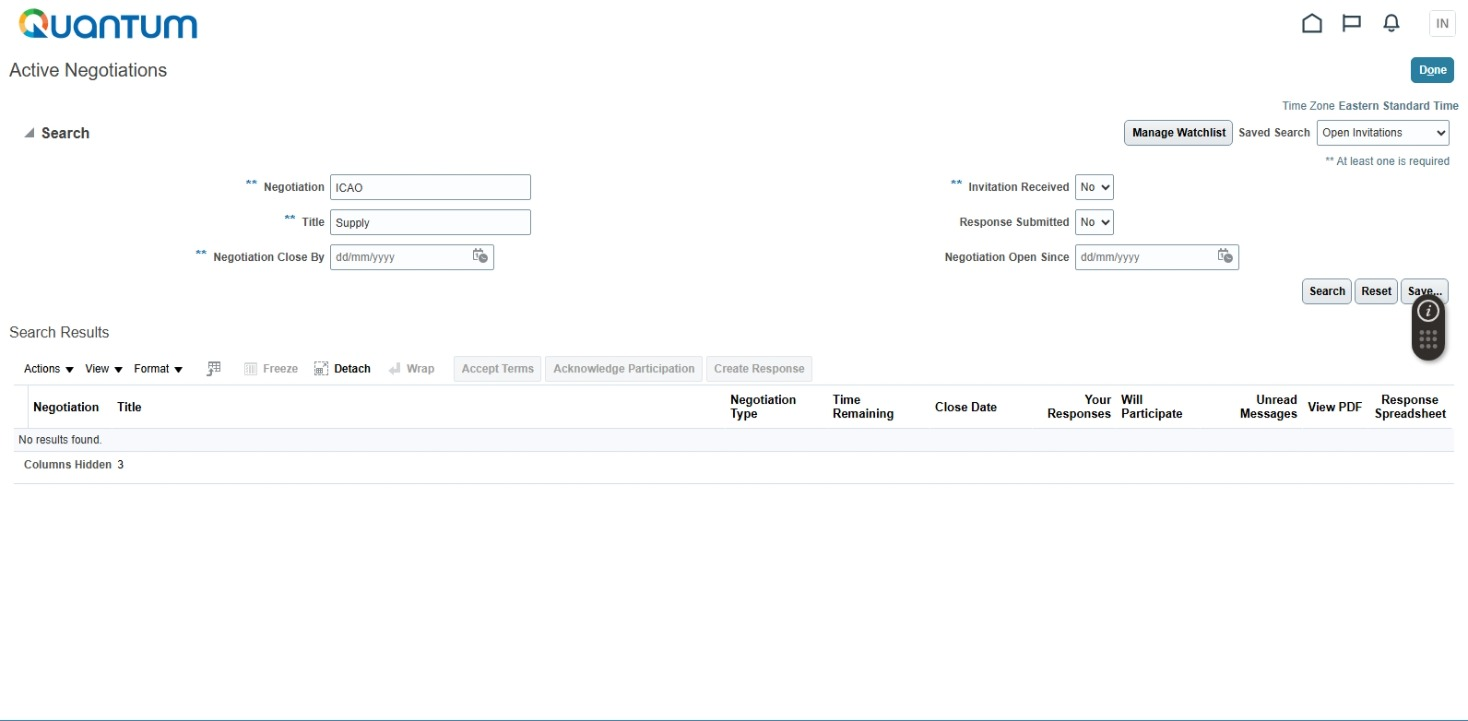 QUANTUM
IN
Active Negotiations
Done
Time Zone Eastern Standard Time
Search
Manage Watchlist Saved Search Open Invitations
** At least one is required
** Negotiation ICAO
** Invitation Received No
** Title Supply
Response Submitted No
** Negotiation Close By dd/mm/yyyy
Negotiation Open Since dd/mm/yyyy
Search Reset Save...
i
Search Results
Actions View Format Freeze Detach Wrap Accept Terms Acknowledge Participation Create Response
Negotiation Title Negotiation Type Time Remaining Close Date Your Responses Will Participate Unread Messages View PDF Response Spreadsheet
No results found.
Columns Hidden 3